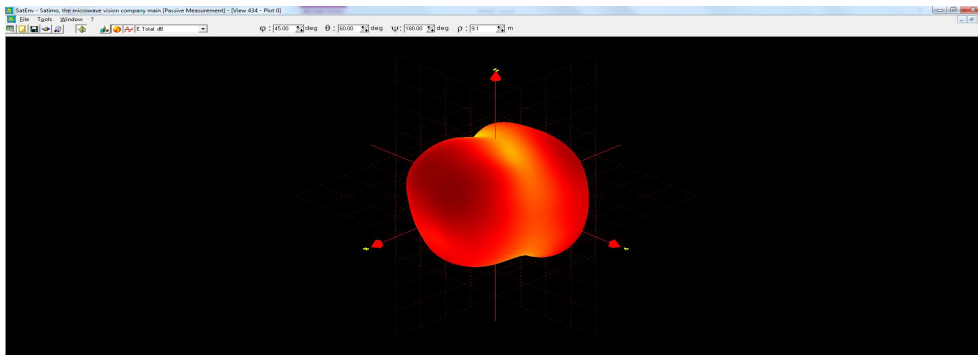 SatEnv - Satimo, the microwave vision company main [Passive Measurement] - [View 434 - Plot 0]
File Tools Window ?
E Total dB φ : 45.00 deg θ : 60.00 deg ψ: 180.00 deg ρ : 9.1 m